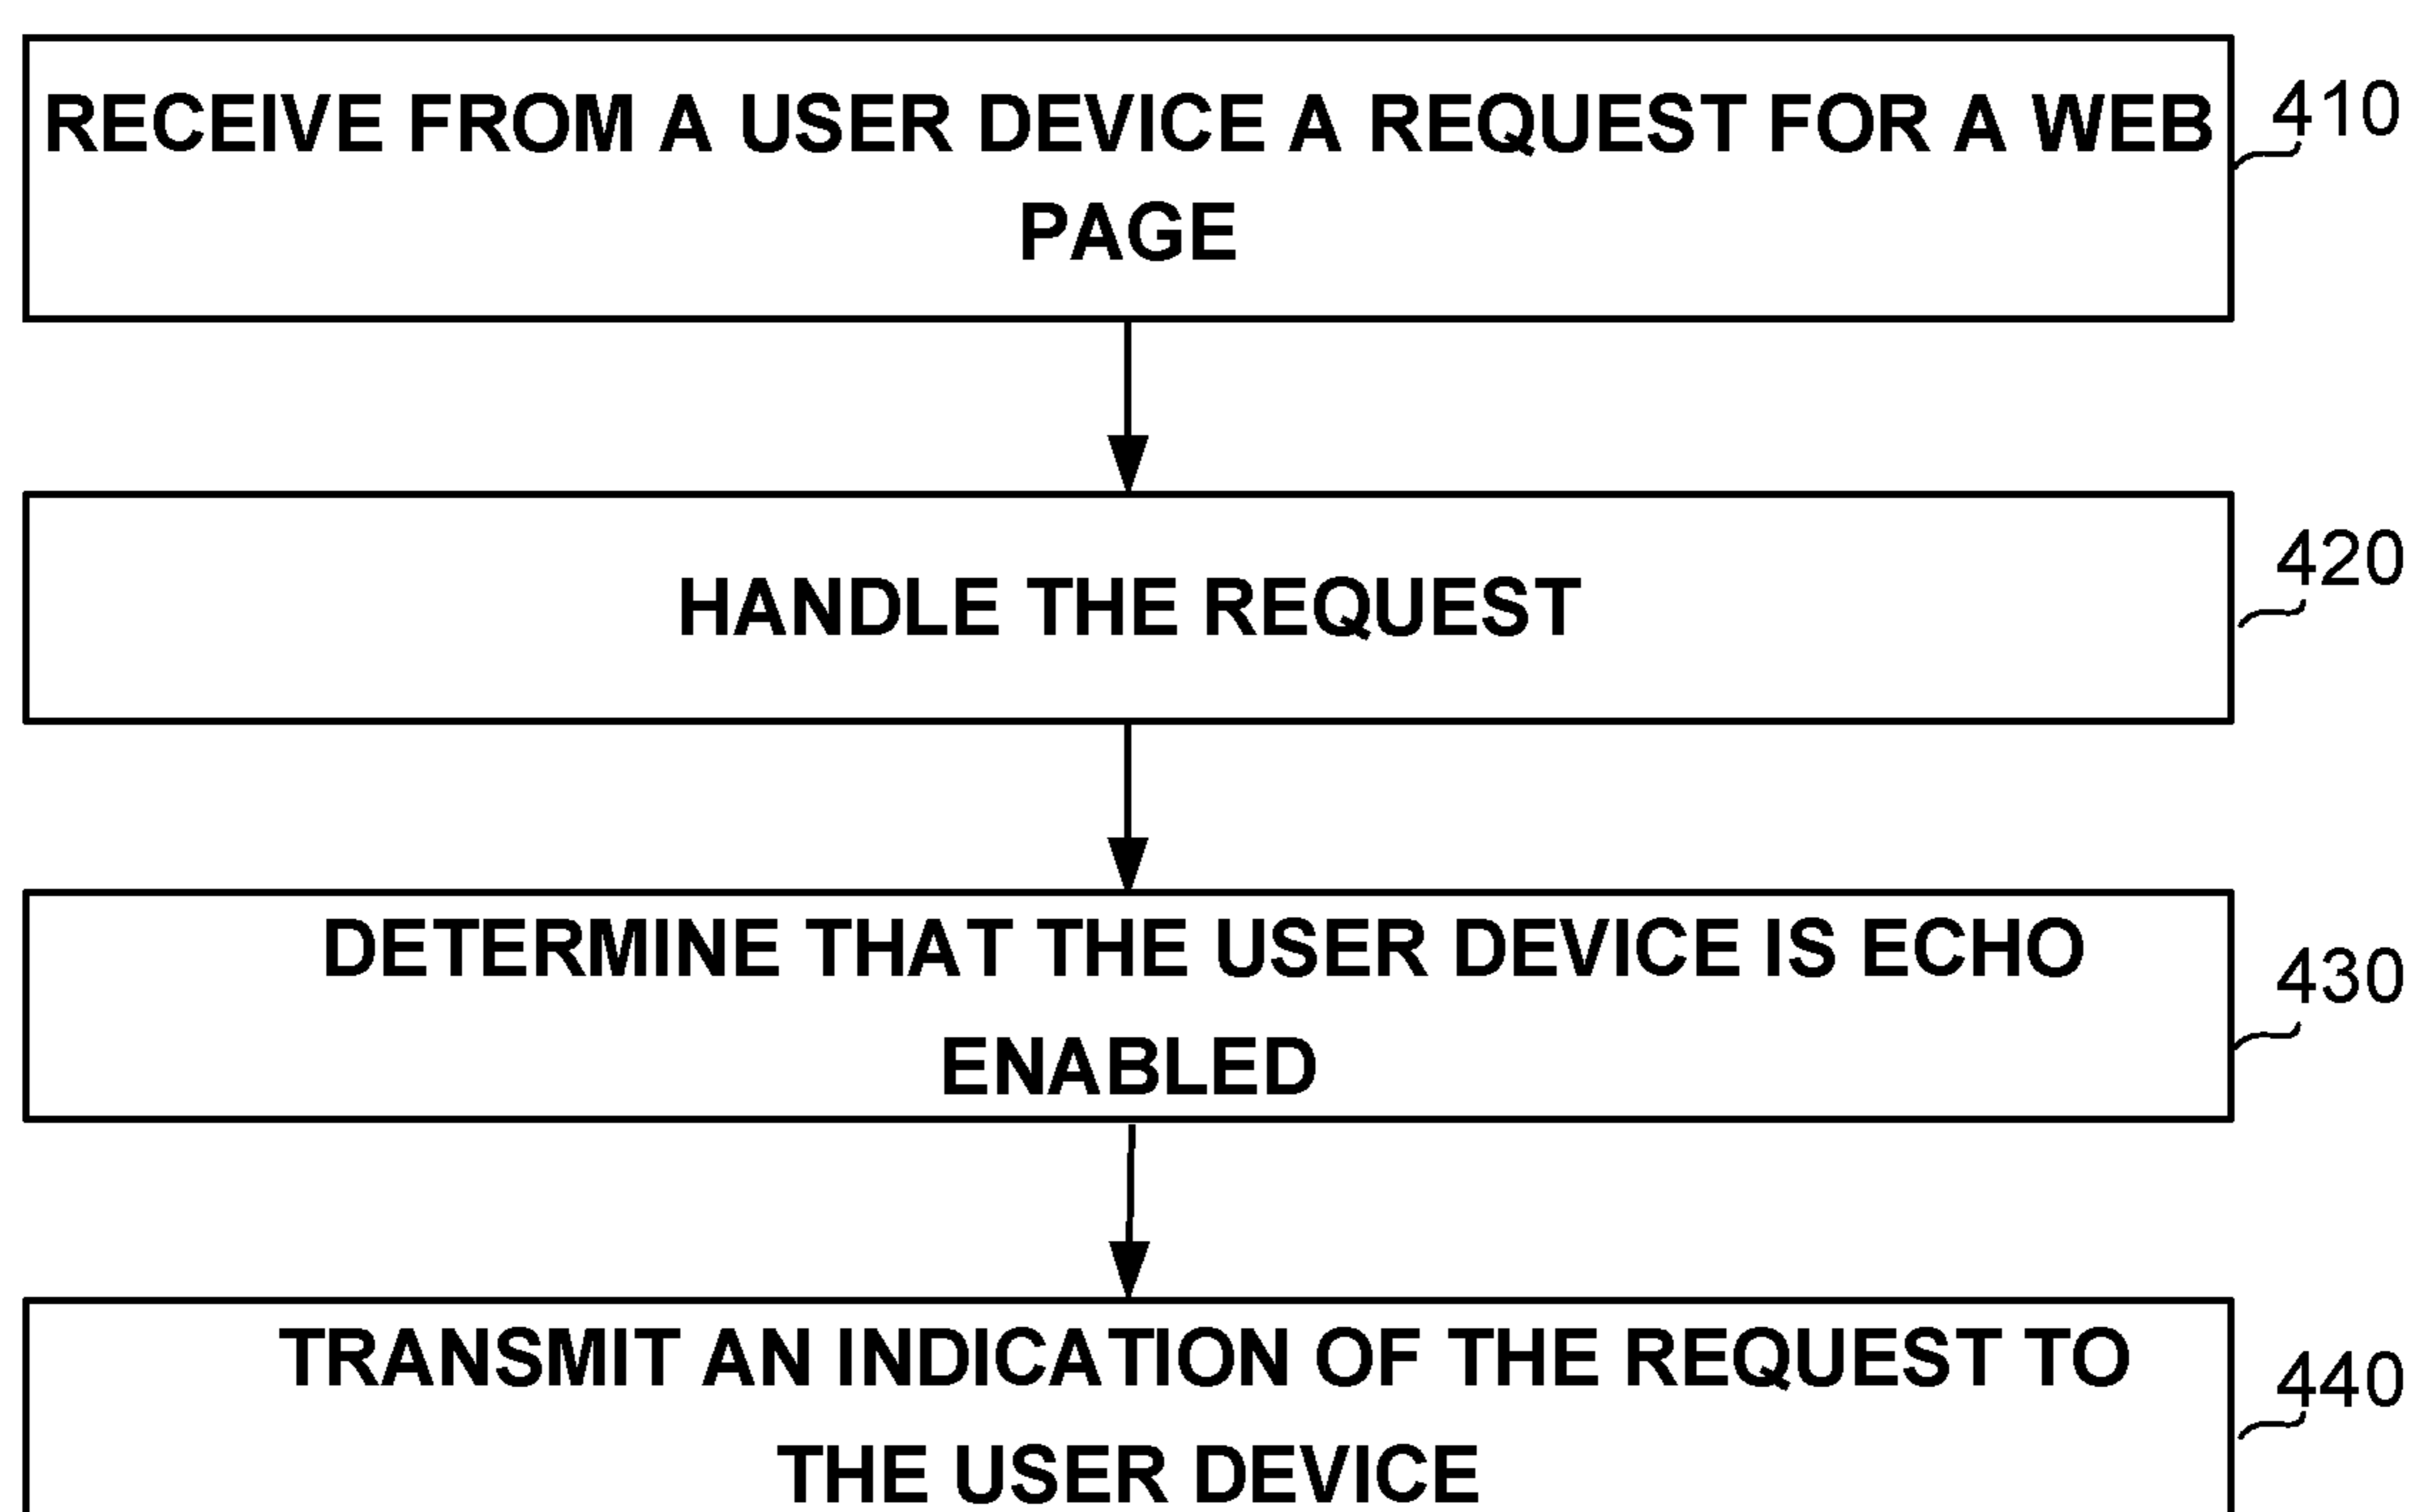 RECEIVE FROM A USER DEVICE A REQUEST FOR A WEB
PAGE
410
HANDLE THE REQUEST
420
DETERMINE THAT THE USER DEVICE IS ECHO
ENABLED
430
TRANSMIT AN INDICATION OF THE REQUEST TO
THE USER DEVICE
440